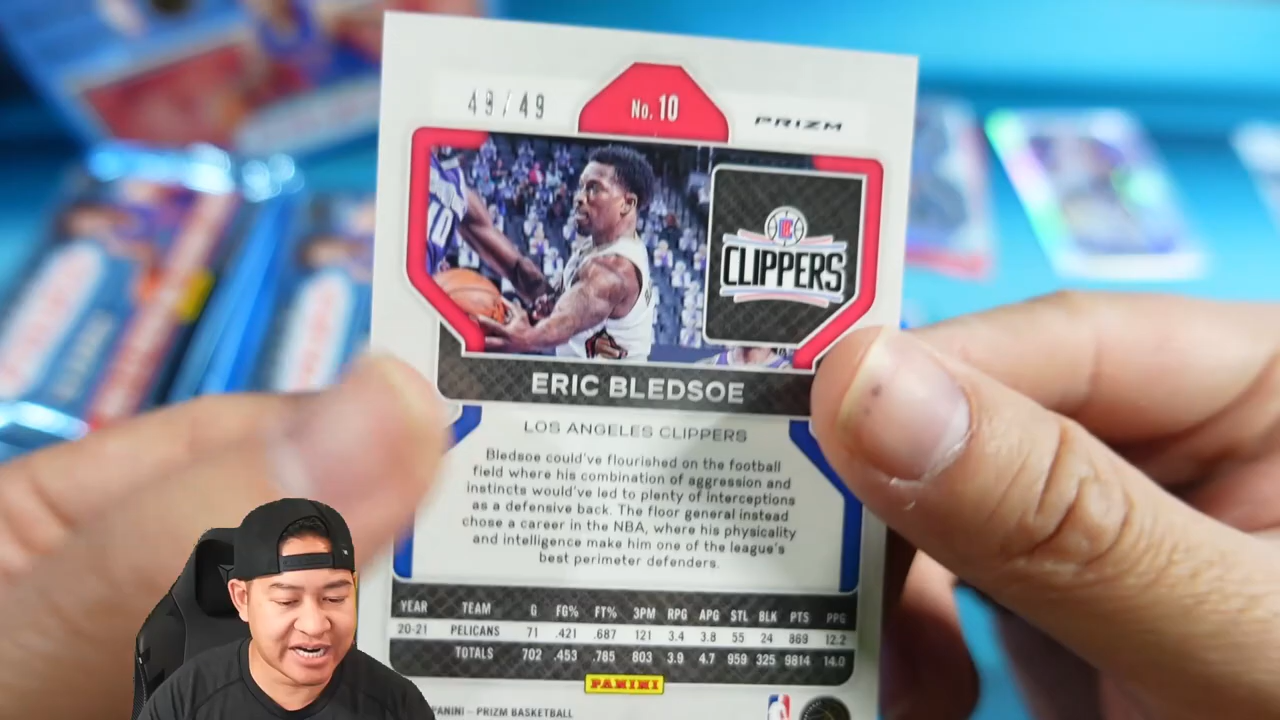 49/49
No. 10
PRIZM
CLIPPERS
ERIC BLEDSOE
LOS ANGELES CLIPPERS
Bledsoe could've flourished on the football
field where his combination of aggression and
instincts would've led to plenty of interceptions
as a defensive back. The floor general instead
chose a career in the NBA, where his physicality
and intelligence make him one of the league's
best perimeter defenders.
YEAR TEAM G FG% FT% 3PM RPG APG STL BLK PTS PPG
20-21 PELICANS 71 .421 .687 121 3.4 3.8 55 24 869 12.2
TOTALS 702 .453 .785 803 3.9 4.7 959 325 9814 14.0
PANINI
PANINI – PRIZM BASKETBALL